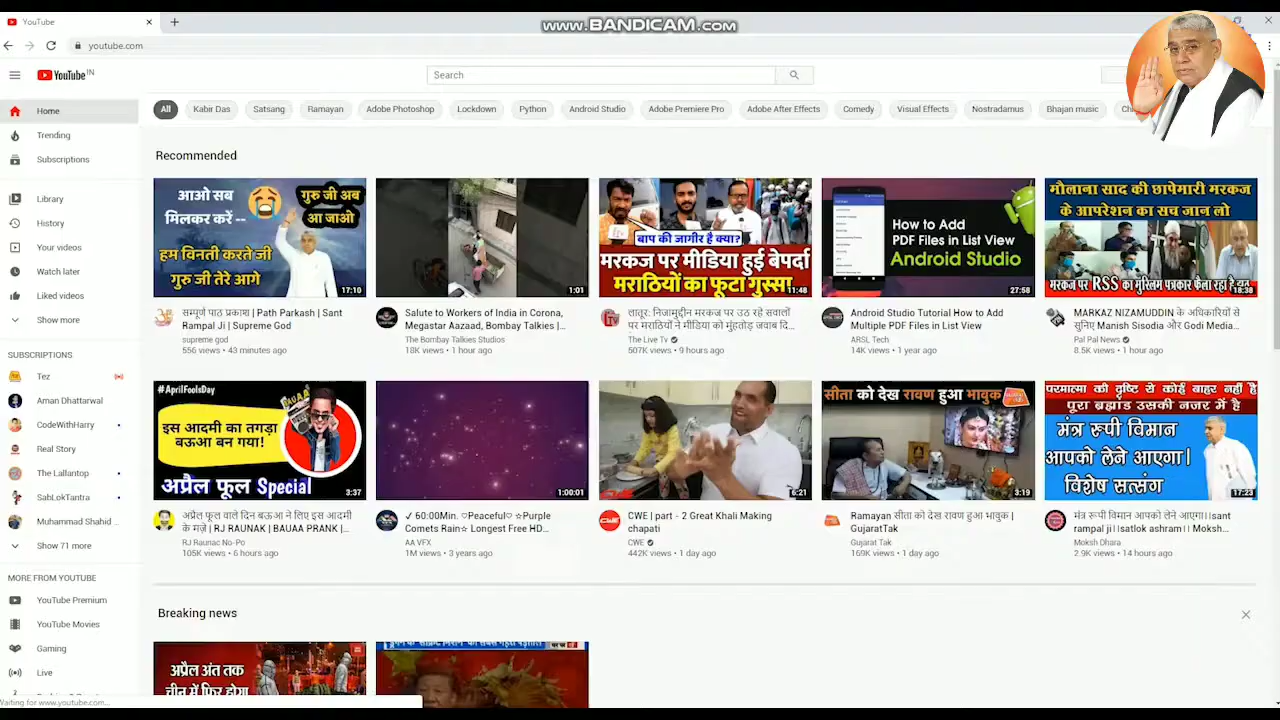 YouTube
www.BANDICAM.com
youtube.com
YouTube IN
Search
Home
Trending
Subscriptions
Library
History
Your videos
Watch later
Liked videos
Show more
SUBSCRIPTIONS
Tez
Aman Dhattarwal
CodeWithHarry
Real Story
The Lallantop
SabLokTantra
Muhammad Shahid ...
Show 71 more
MORE FROM YOUTUBE
YouTube Premium
YouTube Movies
Gaming
Live
Waiting for www.youtube.com...
All
Kabir Das
Satsang
Ramayan
Adobe Photoshop
Lockdown
Python
Android Studio
Adobe Premiere Pro
Adobe After Effects
Comedy
Visual Effects
Nostradamus
Bhajan music
Recommended
आओ सब
मिलकर करें --
गुरु जी अब
आ जाओ
हम विनती करते जी
गुरु जी तेरे आगे
17:10
सम्पूर्ण पाठ प्रकाश | Path Parkash | Sant
Rampal Ji | Supreme God
supreme god
556 views • 43 minutes ago
1:01
Salute to Workers of India in Corona,
Megastar Aazaad, Bombay Talkies |...
The Bombay Talkies Studios
18K views • 1 hour ago
बाप की जागीर है क्या?
मरकज पर मीडिया हुई बेपर्दा
मराठियों का फूटा गुस्सा
11:48
लातूर: निजामुद्दीन मरकज पर उठ रहे सवालों
पर मराठियों ने मीडिया को मुंहतोड़ जवाब दि...
The Live Tv
507K views • 9 hours ago
How to Add
PDF Files in List View
Android Studio
27:58
Android Studio Tutorial How to Add
Multiple PDF Files in List View
ARSL Tech
14K views • 1 year ago
मौलाना साद की छापेमारी मरकज
के आपरेशन का सच जान लो
मरकज पर RSS का मुस्लिम पत्रकार फैला रहा है
18:38
MARKAZ NIZAMUDDIN के अधिकारियों से
सुनिए Manish Sisodia और Godi Media...
Pal Pal News
8.5K views • 1 hour ago
#AprilFoolsDay
इस आदमी का तगड़ा
बऊआ बन गया!
BAUAA
अप्रैल फूल Special
3:37
अप्रैल फूल वाले दिन बऊआ ने लिए इस आदमी
के मज़े | RJ RAUNAK | BAUAA PRANK |...
RJ Raunac No-Po
105K views • 6 hours ago
1:00:01
✓ 60:00Min. ♡Peaceful♡ ☆Purple
Comets Rain☆ Longest Free HD...
AA VFX
1M views • 3 years ago
CWE
6:21
CWE | part - 2 Great Khali Making
chapati
CWE
442K views • 1 day ago
सीता को देख रावण हुआ भावुक
3:19
Ramayan सीता को देख रावण हुआ भावुक |
GujaratTak
Gujarat Tak
169K views • 1 day ago
परमात्मा की दृष्टि से कोई बाहर नहीं है
पूरा ब्रह्मांड उसकी नजर में है
मंत्र रूपी विमान
आपको लेने आएगा|
विशेष सत्संग
17:23
मंत्र रूपी विमान आपको लेने आएगा।|sant
rampal ji।|satlok ashram।| Moksh...
Moksh Dhara
2.9K views • 14 hours ago
Breaking news
अप्रैल अंत तक
चीन में फिर होगा